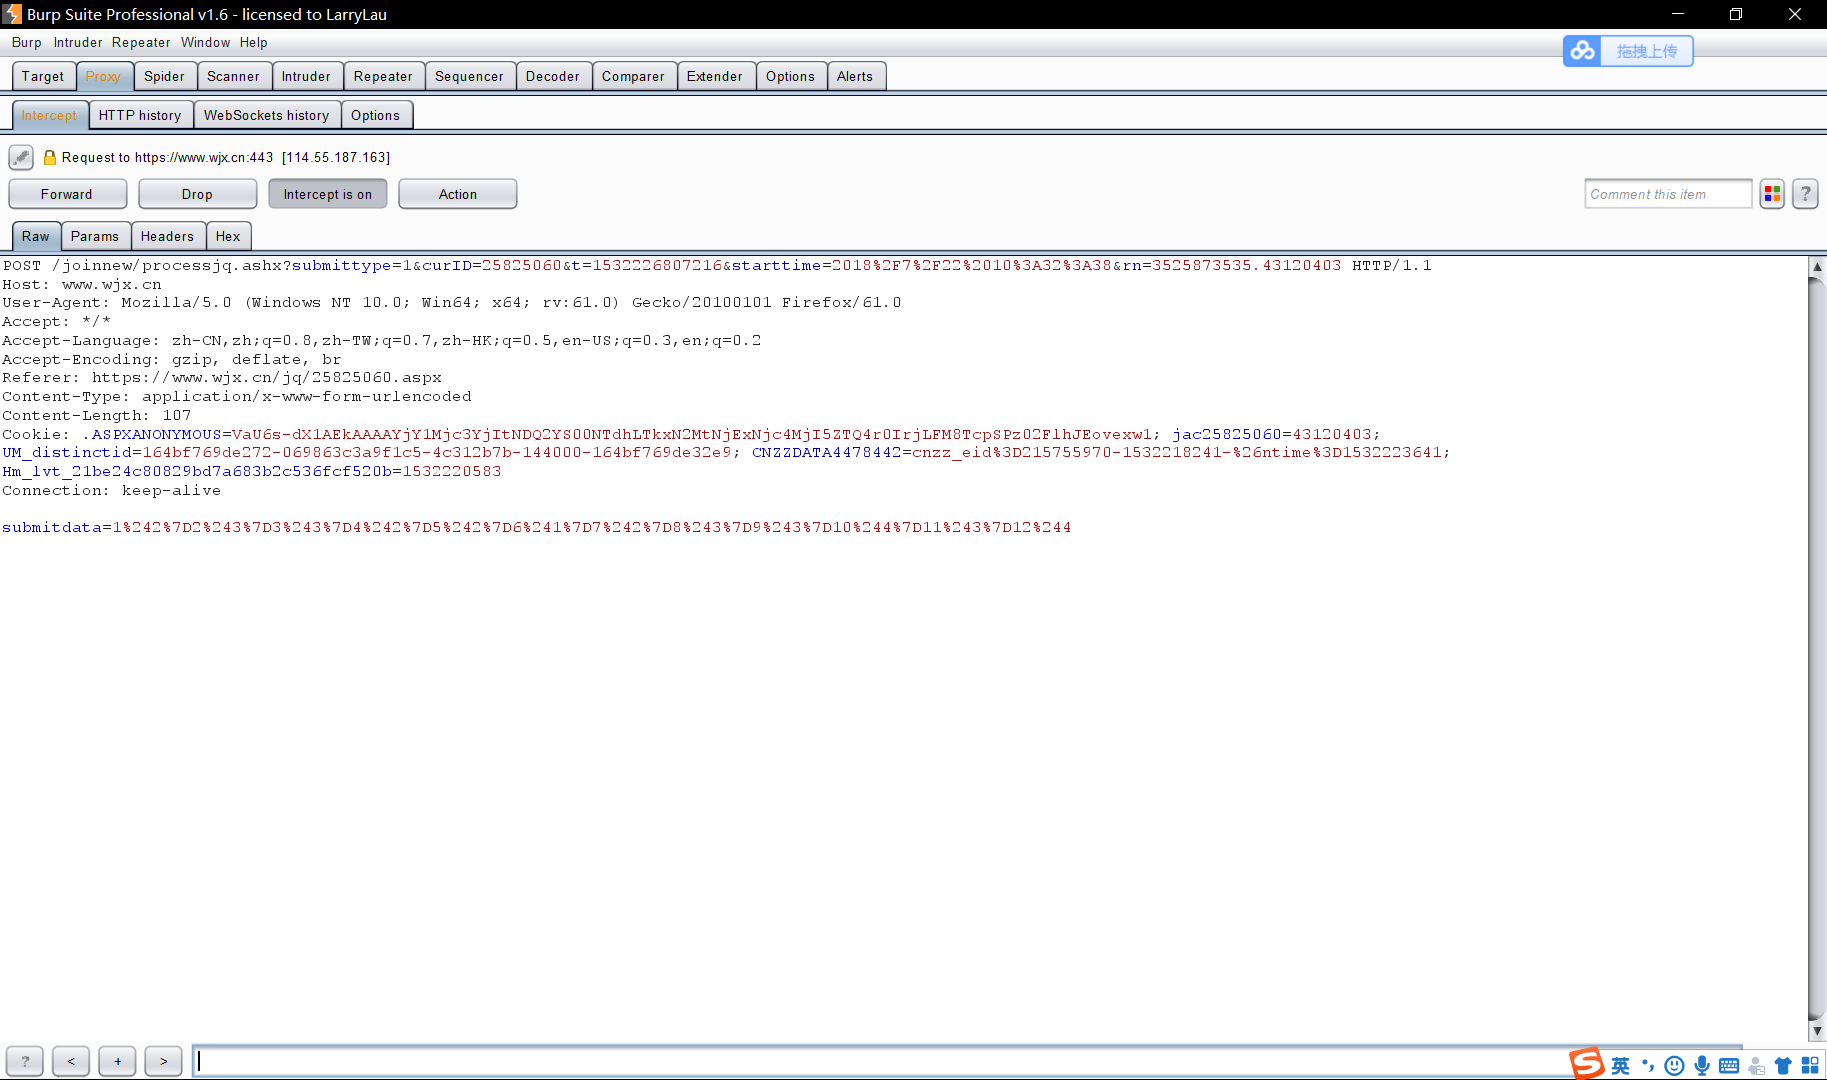 Burp Suite Professional v1.6 - licensed to LarryLau
Burp Intruder Repeater Window Help
拖拽上传
Target Proxy Spider Scanner Intruder Repeater Sequencer Decoder Comparer Extender Options Alerts
Intercept HTTP history WebSockets history Options
Request to https://www.wjx.cn:443 [114.55.187.163]
Forward Drop Intercept is on Action Comment this item ?
Raw Params Headers Hex
POST /joinnew/processjq.ashx?submittype=1&curID=25825060&t=1532226807216&starttime=2018%2F7%2F22%2010%3A32%3A38&rn=3525873535.43120403 HTTP/1.1
Host: www.wjx.cn
User-Agent: Mozilla/5.0 (Windows NT 10.0; Win64; x64; rv:61.0) Gecko/20100101 Firefox/61.0
Accept: */*
Accept-Language: zh-CN,zh;q=0.8,zh-TW;q=0.7,zh-HK;q=0.5,en-US;q=0.3,en;q=0.2
Accept-Encoding: gzip, deflate, br
Referer: https://www.wjx.cn/jq/25825060.aspx
Content-Type: application/x-www-form-urlencoded
Content-Length: 107
Cookie: .ASPXANONYMOUS=VaU6s-dX1AEkAAAAYjY1Mjc3YjItNDQ2YS00NTdhLTkxN2MtNjExNjc4MjI5ZTQ4r0IrjLFM8TcpSPz02FlhJEovexw1; jac25825060=43120403;
UM_distinctid=164bf769de272-069863c3a9f1c5-4c312b7b-144000-164bf769de32e9; CNZZDATA4478442=cnzz_eid%3D215755970-1532218241-%26ntime%3D1532223641;
Hm_lvt_21be24c80829bd7a683b2c536fcf520b=1532220583
Connection: keep-alive
submitdata=1%242%7D2%243%7D3%243%7D4%242%7D5%242%7D6%241%7D7%242%7D8%243%7D9%243%7D10%244%7D11%243%7D12%244
? < + >
英